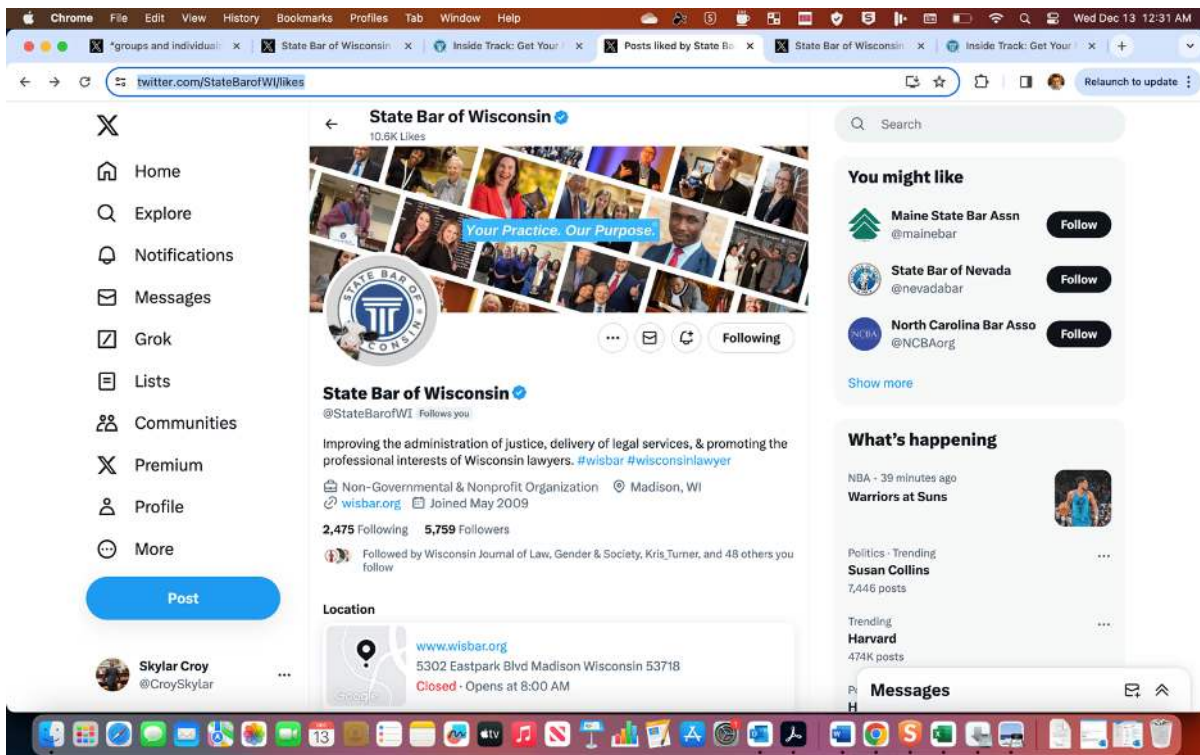 Chrome File Edit View History Bookmarks Profiles Tab Window Help Wed Dec 13 12:31 AM
*groups and individual: State Bar of Wisconsin Inside Track: Get Your Posts liked by State Ba State Bar of Wisconsin Inside Track: Get Your
twitter.com/StateBarofWI/likes Relaunch to update
State Bar of Wisconsin
10.6K Likes
Search
Home
Explore
Notifications
Messages
Grok
Lists
Communities
Premium
Profile
More
Post
Skylar Croy
@CroySkylar
Your Practice. Our Purpose.
STATE BAR OF WISCONSIN
Following
State Bar of Wisconsin
@StateBarofWI Follows you
Improving the administration of justice, delivery of legal services, & promoting the
professional interests of Wisconsin lawyers. #wisbar #wisconsinlawyer
Non-Governmental & Nonprofit Organization Madison, WI
wisbar.org Joined May 2009
2,475 Following 5,759 Followers
Followed by Wisconsin Journal of Law, Gender & Society, Kris_Turner, and 48 others you
follow
Location
www.wisbar.org
5302 Eastpark Blvd Madison Wisconsin 53718
Closed · Opens at 8:00 AM
Google
You might like
Maine State Bar Assn
@mainebar
Follow
State Bar of Nevada
@nevadabar
Follow
NCBA
North Carolina Bar Asso
@NCBAorg
Follow
Show more
What's happening
NBA · 39 minutes ago
Warriors at Suns
Politics · Trending
Susan Collins
7,446 posts
Trending
Harvard
474K posts
Messages
13
tv